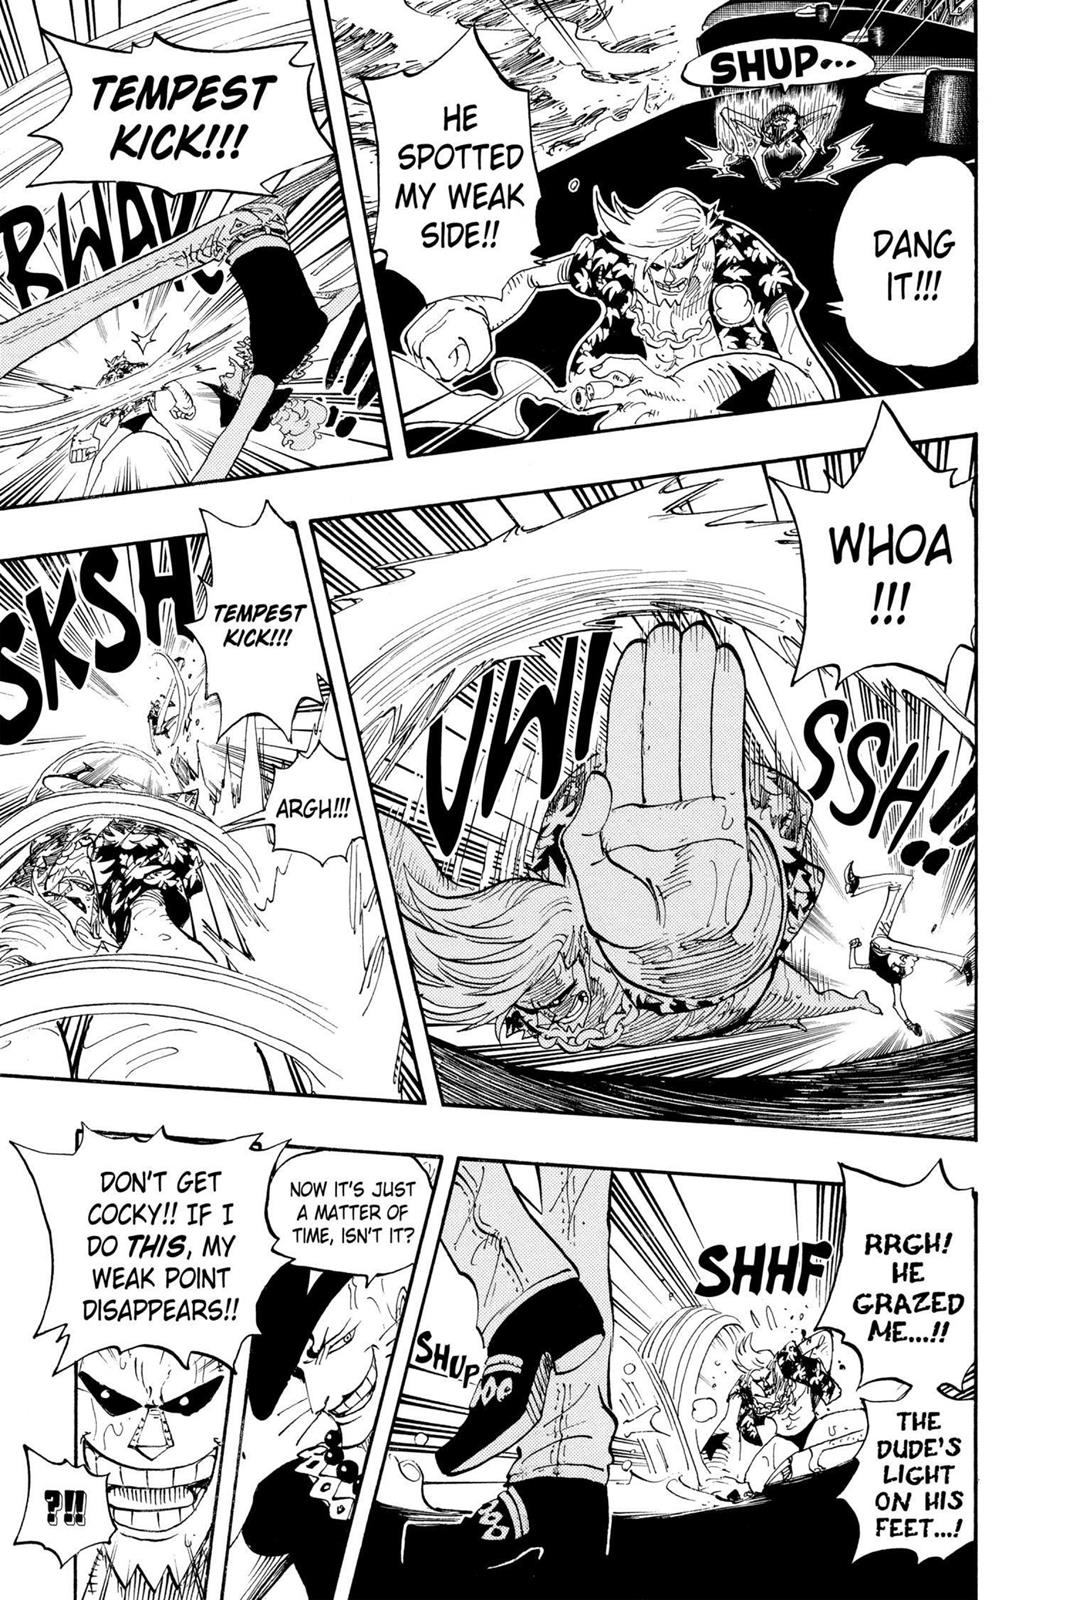 SHUP...
DANG
IT!!!
HE
SPOTTED
MY WEAK
SIDE!!
TEMPEST
KICK!!!
WHOA
!!!
SSH!!
TEMPEST
KICK!!!
ARGH!!!
SKSH
RRGH!
HE
GRAZED
ME...!!
THE
DUDE'S
LIGHT
ON HIS
FEET...!
SHHF
SHUP
NOW IT'S JUST
A MATTER OF
TIME, ISN'T IT?
DON'T GET
COCKY!! IF I
DO THIS, MY
WEAK POINT
DISAPPEARS!!
?!!